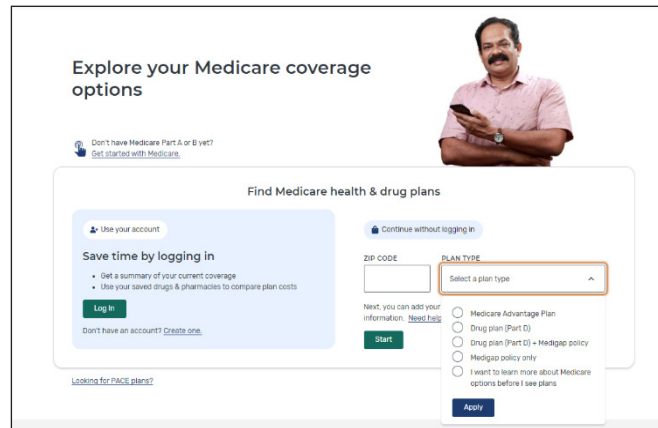 Explore your Medicare coverage
options
Don't have Medicare Part A or B yet?
Get started with Medicare.
Find Medicare health & drug plans
Use your account
Save time by logging in
Get a summary of your current coverage
Use your saved drugs & pharmacies to compare plan costs
Log In
Don't have an account? Create one.
Continue without logging in
ZIP CODE
PLAN TYPE
Select a plan type
Next, you can add your
information. Need help
Start
Medicare Advantage Plan
Drug plan (Part D)
Drug plan (Part D) + Medigap policy
Medigap policy only
I want to learn more about Medicare
options before I see plans
Apply
Looking for PACE plans?